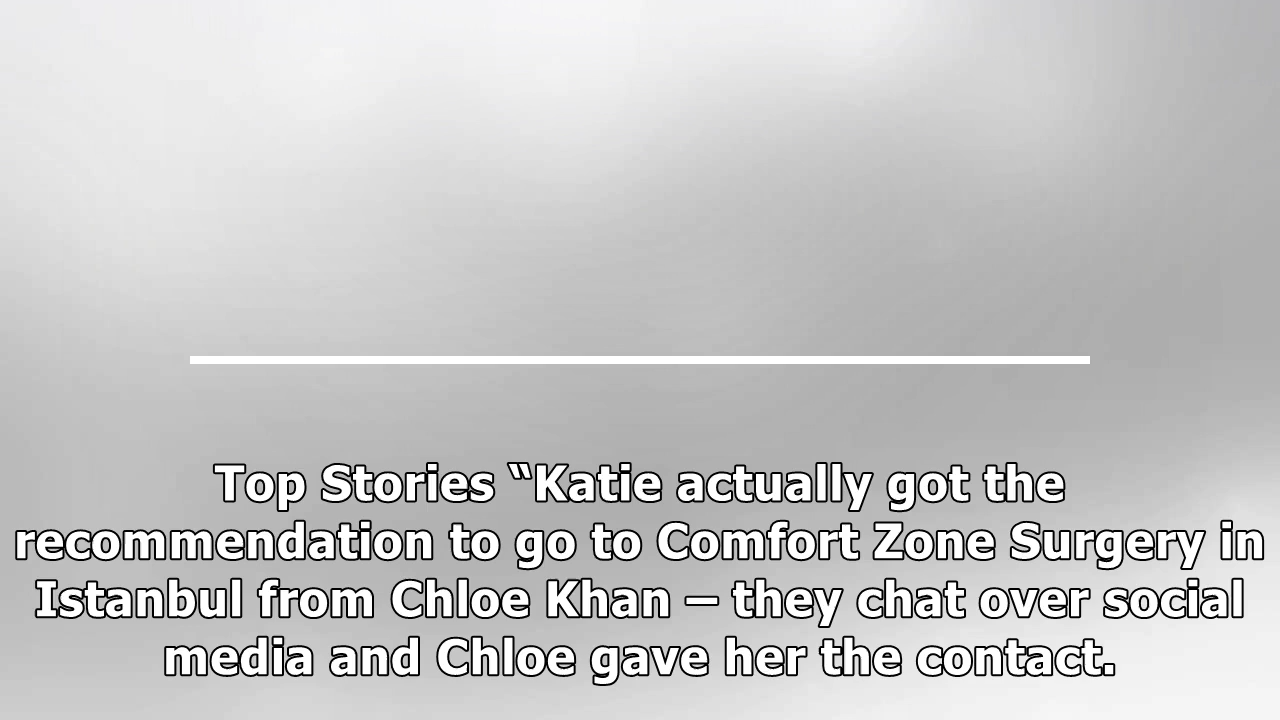 Top Stories “Katie actually got the
recommendation to go to Comfort Zone Surgery in
Istanbul from Chloe Khan – they chat over social
media and Chloe gave her the contact.